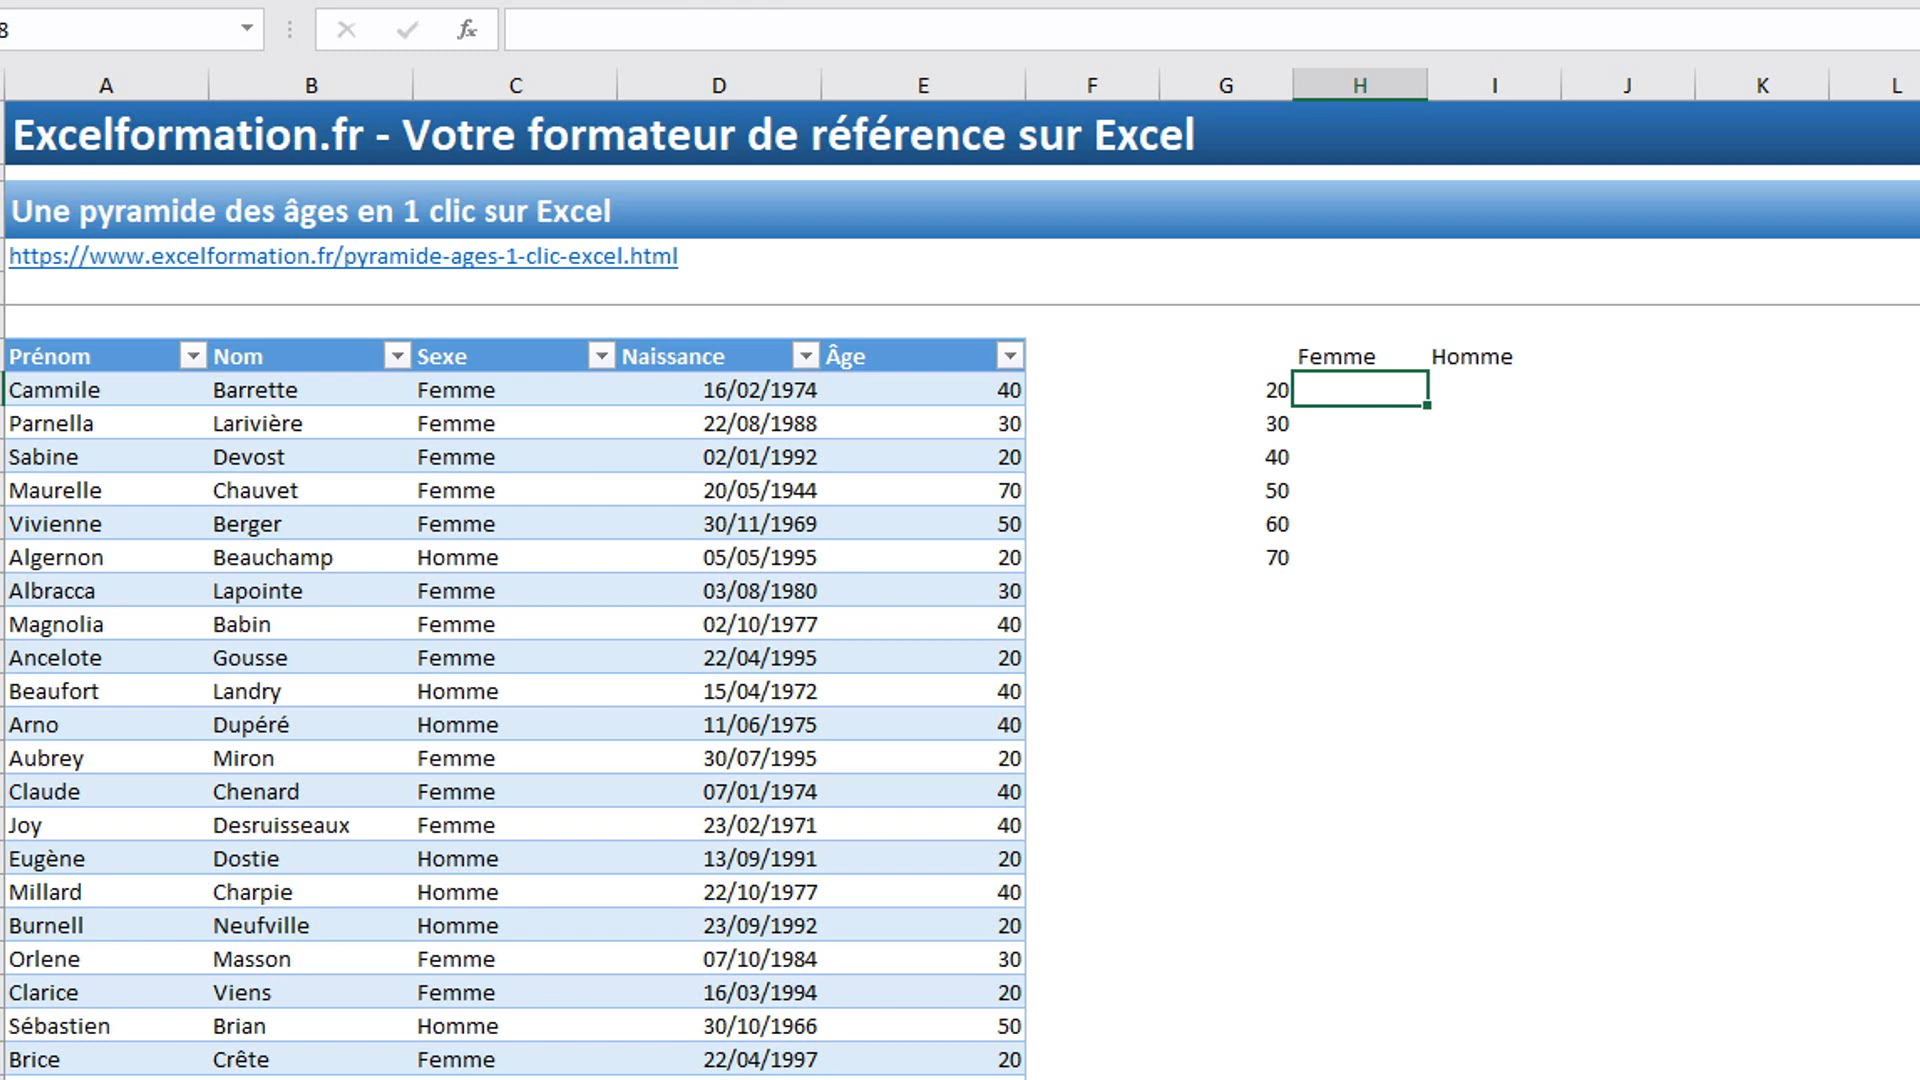 8 fx
A B C D E F G H I J K L
Excelformation.fr - Votre formateur de référence sur Excel
Une pyramide des âges en 1 clic sur Excel
https://www.excelformation.fr/pyramide-ages-1-clic-excel.html
Prénom Nom Sexe Naissance Âge Femme Homme
Cammile Barrette Femme 16/02/1974 40 20
Parnella Larivière Femme 22/08/1988 30 30
Sabine Devost Femme 02/01/1992 20 40
Maurelle Chauvet Femme 20/05/1944 70 50
Vivienne Berger Femme 30/11/1969 50 60
Algernon Beauchamp Homme 05/05/1995 20 70
Albracca Lapointe Femme 03/08/1980 30
Magnolia Babin Femme 02/10/1977 40
Ancelote Gousse Femme 22/04/1995 20
Beaufort Landry Homme 15/04/1972 40
Arno Dupéré Homme 11/06/1975 40
Aubrey Miron Femme 30/07/1995 20
Claude Chenard Femme 07/01/1974 40
Joy Desruisseaux Femme 23/02/1971 40
Eugène Dostie Homme 13/09/1991 20
Millard Charpie Homme 22/10/1977 40
Burnell Neufville Homme 23/09/1992 20
Orlene Masson Femme 07/10/1984 30
Clarice Viens Femme 16/03/1994 20
Sébastien Brian Homme 30/10/1966 50
Brice Crête Femme 22/04/1997 20